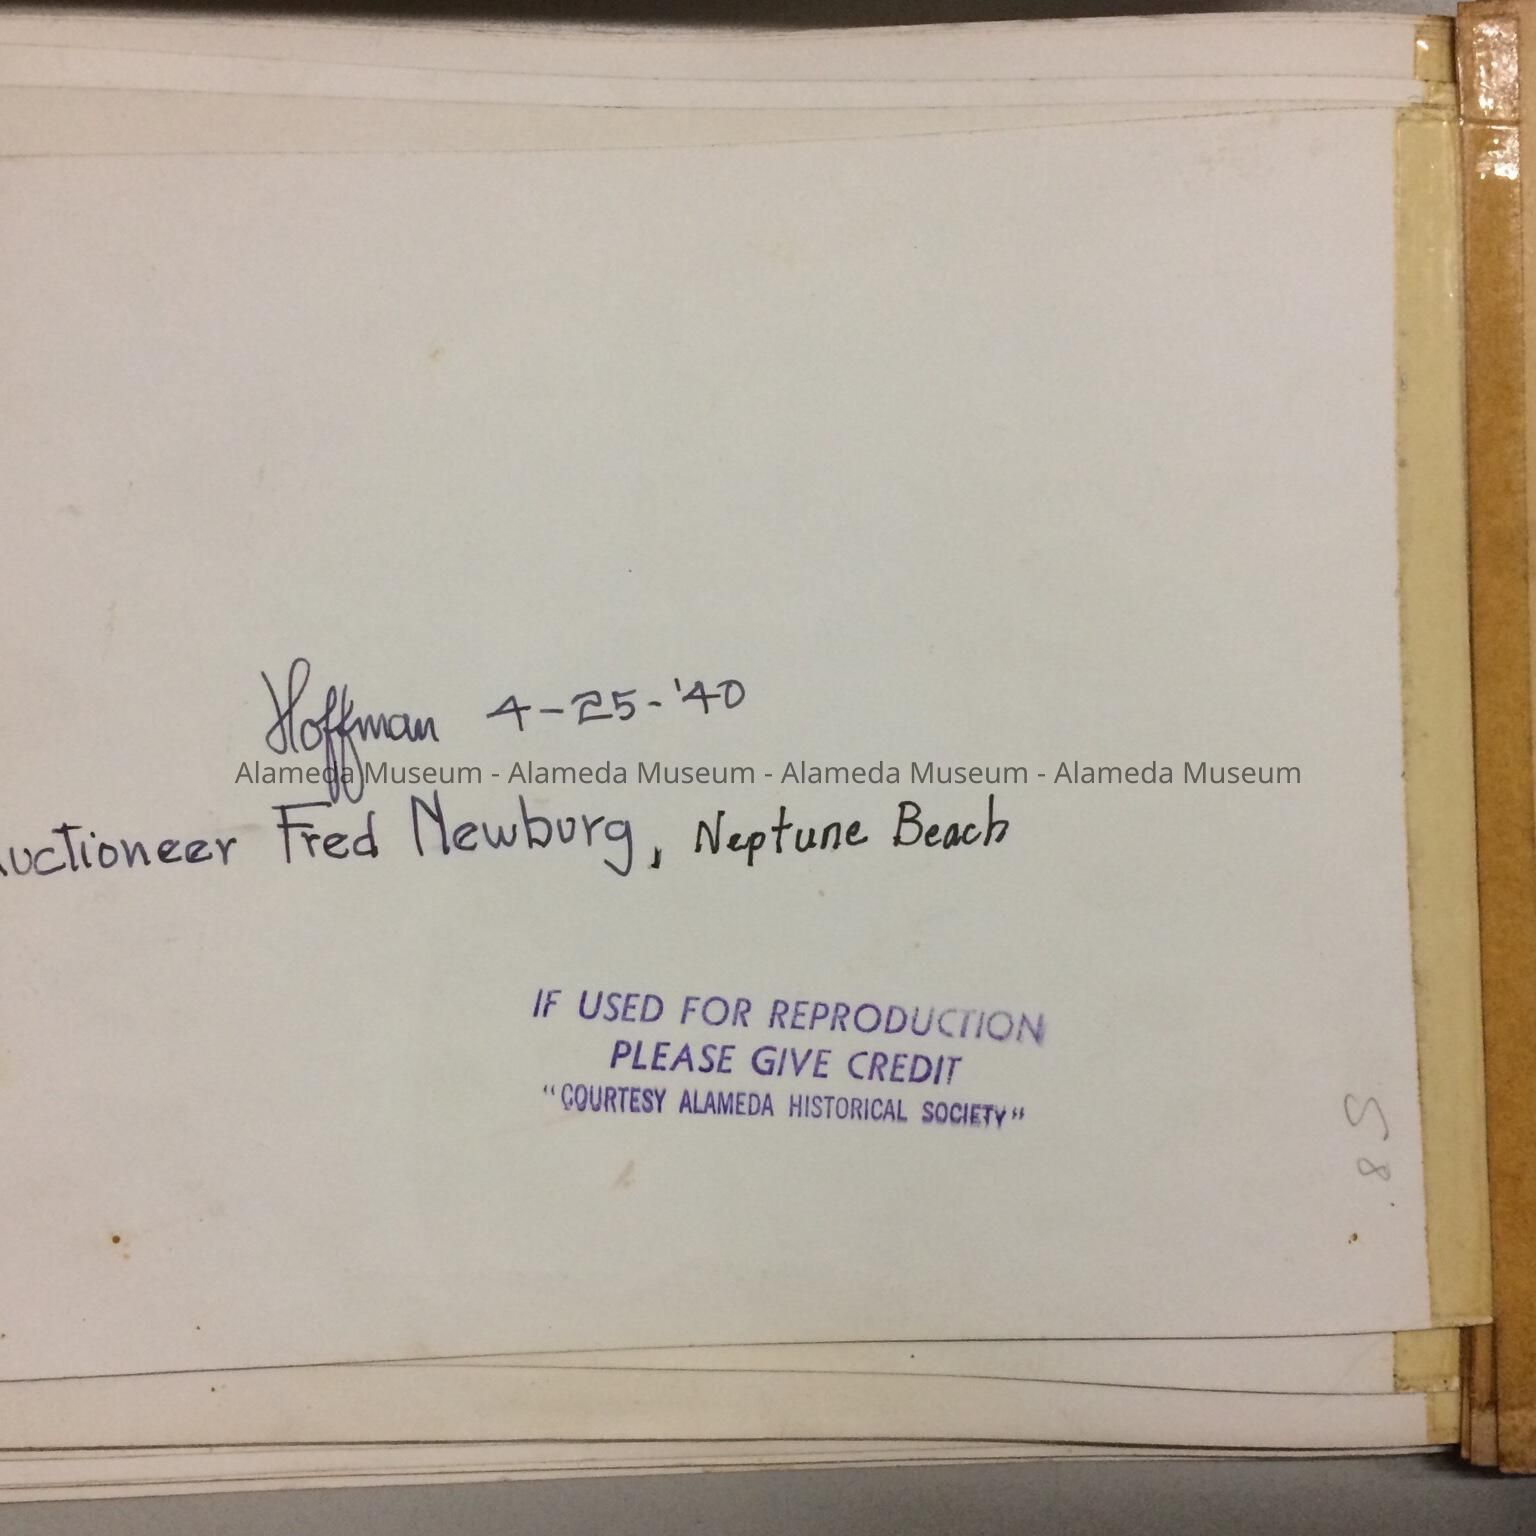 Hoffman 4-25-'40
Alameda Museum - Alameda Museum - Alameda Museum - Alameda Museum
Auctioneer Fred Newburg, Neptune Beach
IF USED FOR REPRODUCTION
PLEASE GIVE CREDIT
"COURTESY ALAMEDA HISTORICAL SOCIETY"